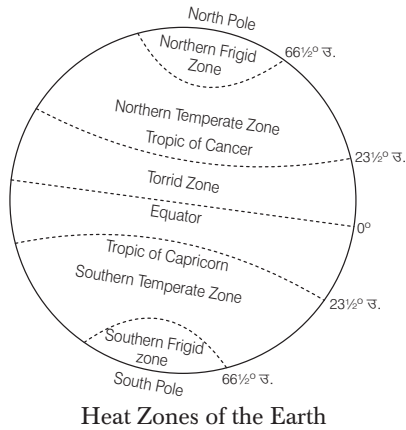 North Pole
Northern Frigid
Zone
66½° उ.
Northern Temperate Zone
Tropic of Cancer
23½° उ.
Torrid Zone
Equator
0°
Tropic of Capricorn
Southern Temperate Zone
23½° उ.
Southern Frigid
zone
66½° उ.
South Pole
Heat Zones of the Earth